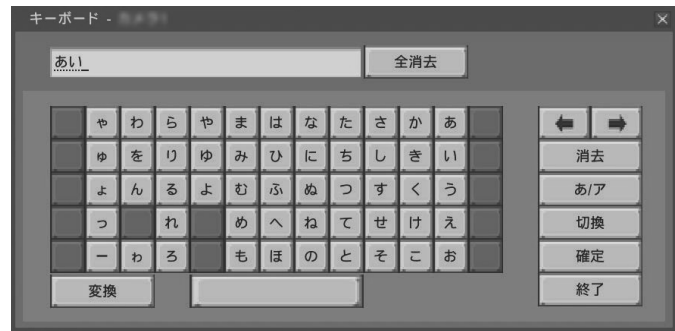 キーボード -
あい_
全消去
ゃ わ ら や ま は な た さ か あ
ゅ を り ゆ み ひ に ち し き い
ょ ん る よ む ふ ぬ つ す く う
っ れ め へ ね て せ け え
ー ゎ ろ も ほ の と そ こ お
← →
消去
あ/ア
切換
確定
終了
変換